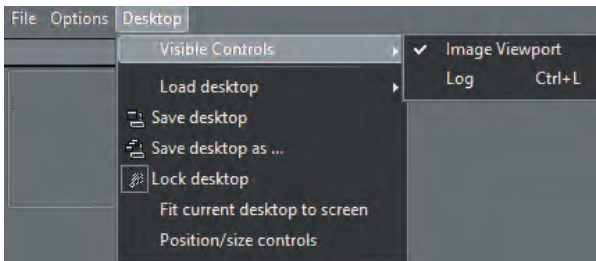 File Options Desktop
Visible Controls
Image Viewport
Log Ctrl+L
Load desktop
Save desktop
Save desktop as ...
Lock desktop
Fit current desktop to screen
Position/size controls